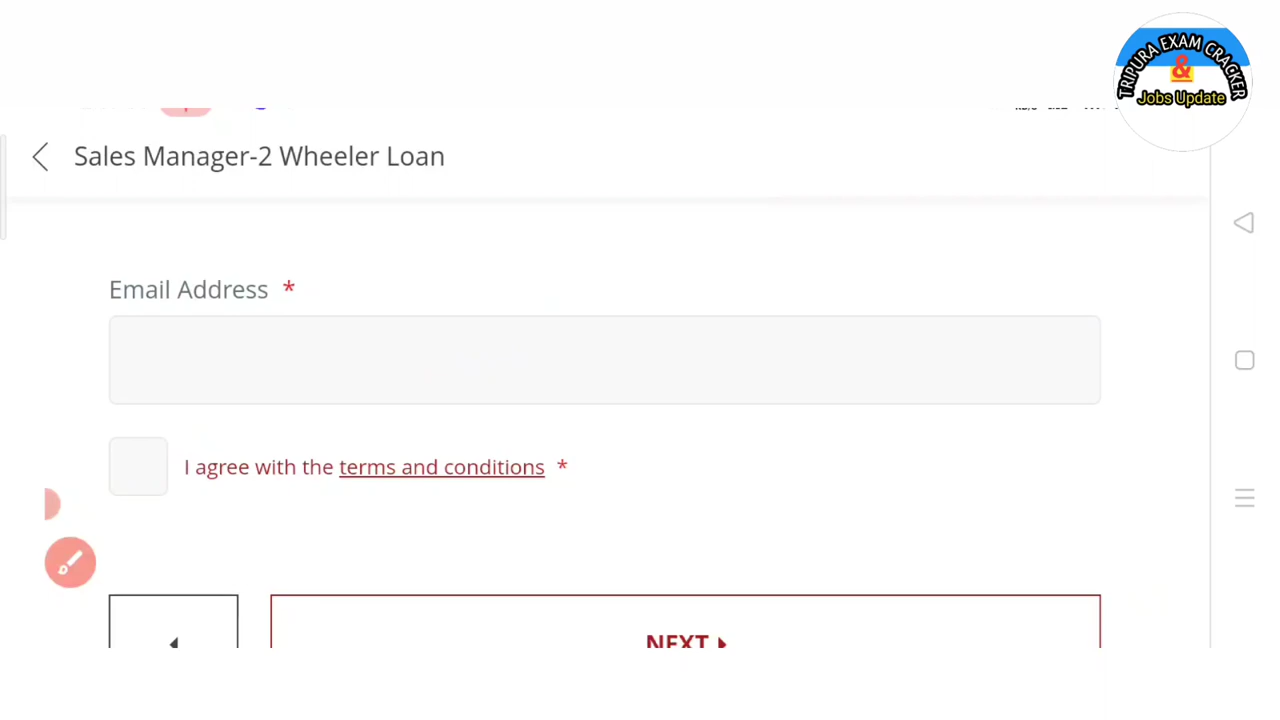 TRIPURA EXAM CRACKER
&
Jobs Update
Sales Manager-2 Wheeler Loan
Email Address *
I agree with the terms and conditions *
NEXT